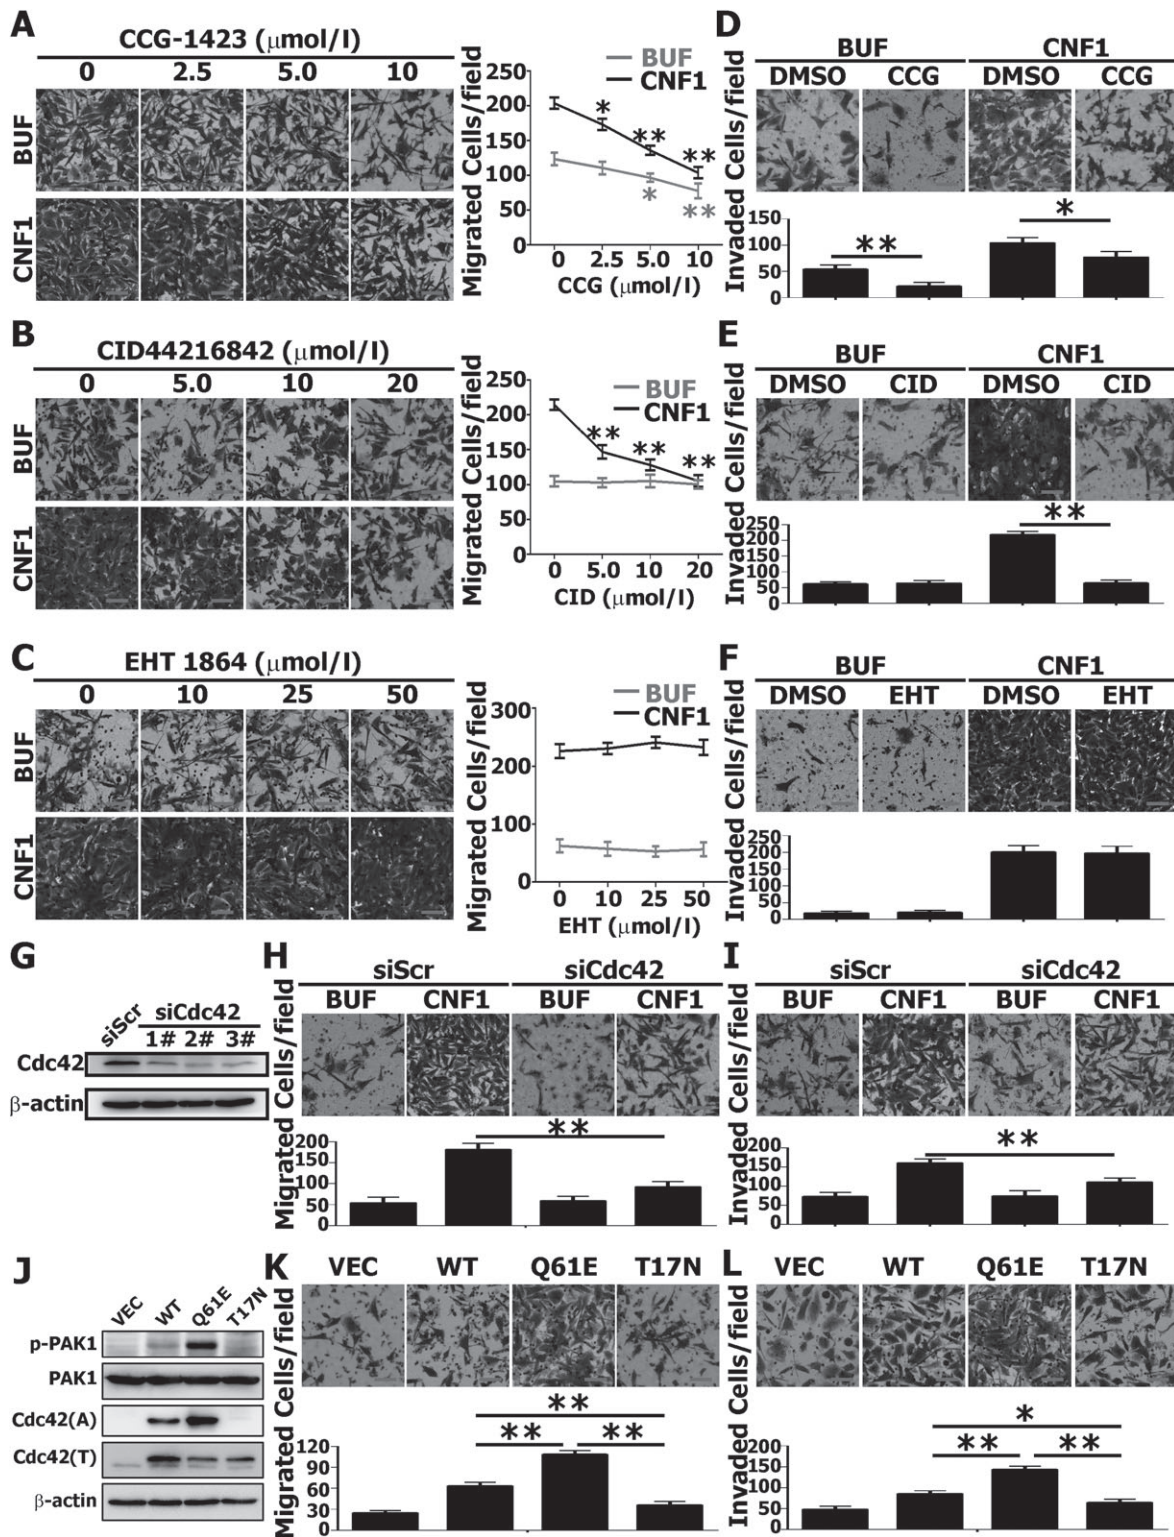 A
CCG-1423 (μmol/l)
0 2.5 5.0 10
BUF
CNF1
Migrated Cells/field
250
200
150
100
50
0
BUF
CNF1
*
**
**
*
**
0 2.5 5.0 10
CCG (μmol/l)
D
BUF CNF1
DMSO CCG DMSO CCG
Invaded Cells/field
150
100
50
0
**
*
B
CID44216842 (μmol/l)
0 5.0 10 20
BUF
CNF1
Migrated Cells/field
250
200
150
100
50
0
BUF
CNF1
**
**
**
0 5.0 10 20
CID (μmol/l)
E
BUF CNF1
DMSO CID DMSO CID
Invaded Cells/field
250
200
150
100
50
0
**
C
EHT 1864 (μmol/l)
0 10 25 50
BUF
CNF1
Migrated Cells/field
300
200
100
0
BUF
CNF1
0 10 25 50
EHT (μmol/l)
F
BUF CNF1
DMSO EHT DMSO EHT
Invaded Cells/field
250
200
150
100
50
0
G
siScr siCdc42
1# 2# 3#
Cdc42
β-actin
H
siScr siCdc42
BUF CNF1 BUF CNF1
Migrated Cells/field
200
150
100
50
0
**
I
siScr siCdc42
BUF CNF1 BUF CNF1
Invaded Cells/field
200
150
100
50
0
**
J
VEC WT Q61E T17N
p-PAK1
PAK1
Cdc42(A)
Cdc42(T)
β-actin
K
VEC WT Q61E T17N
Migrated Cells/field
120
90
60
30
0
**
** **
L
VEC WT Q61E T17N
Invaded Cells/field
200
150
100
50
0
*
** **